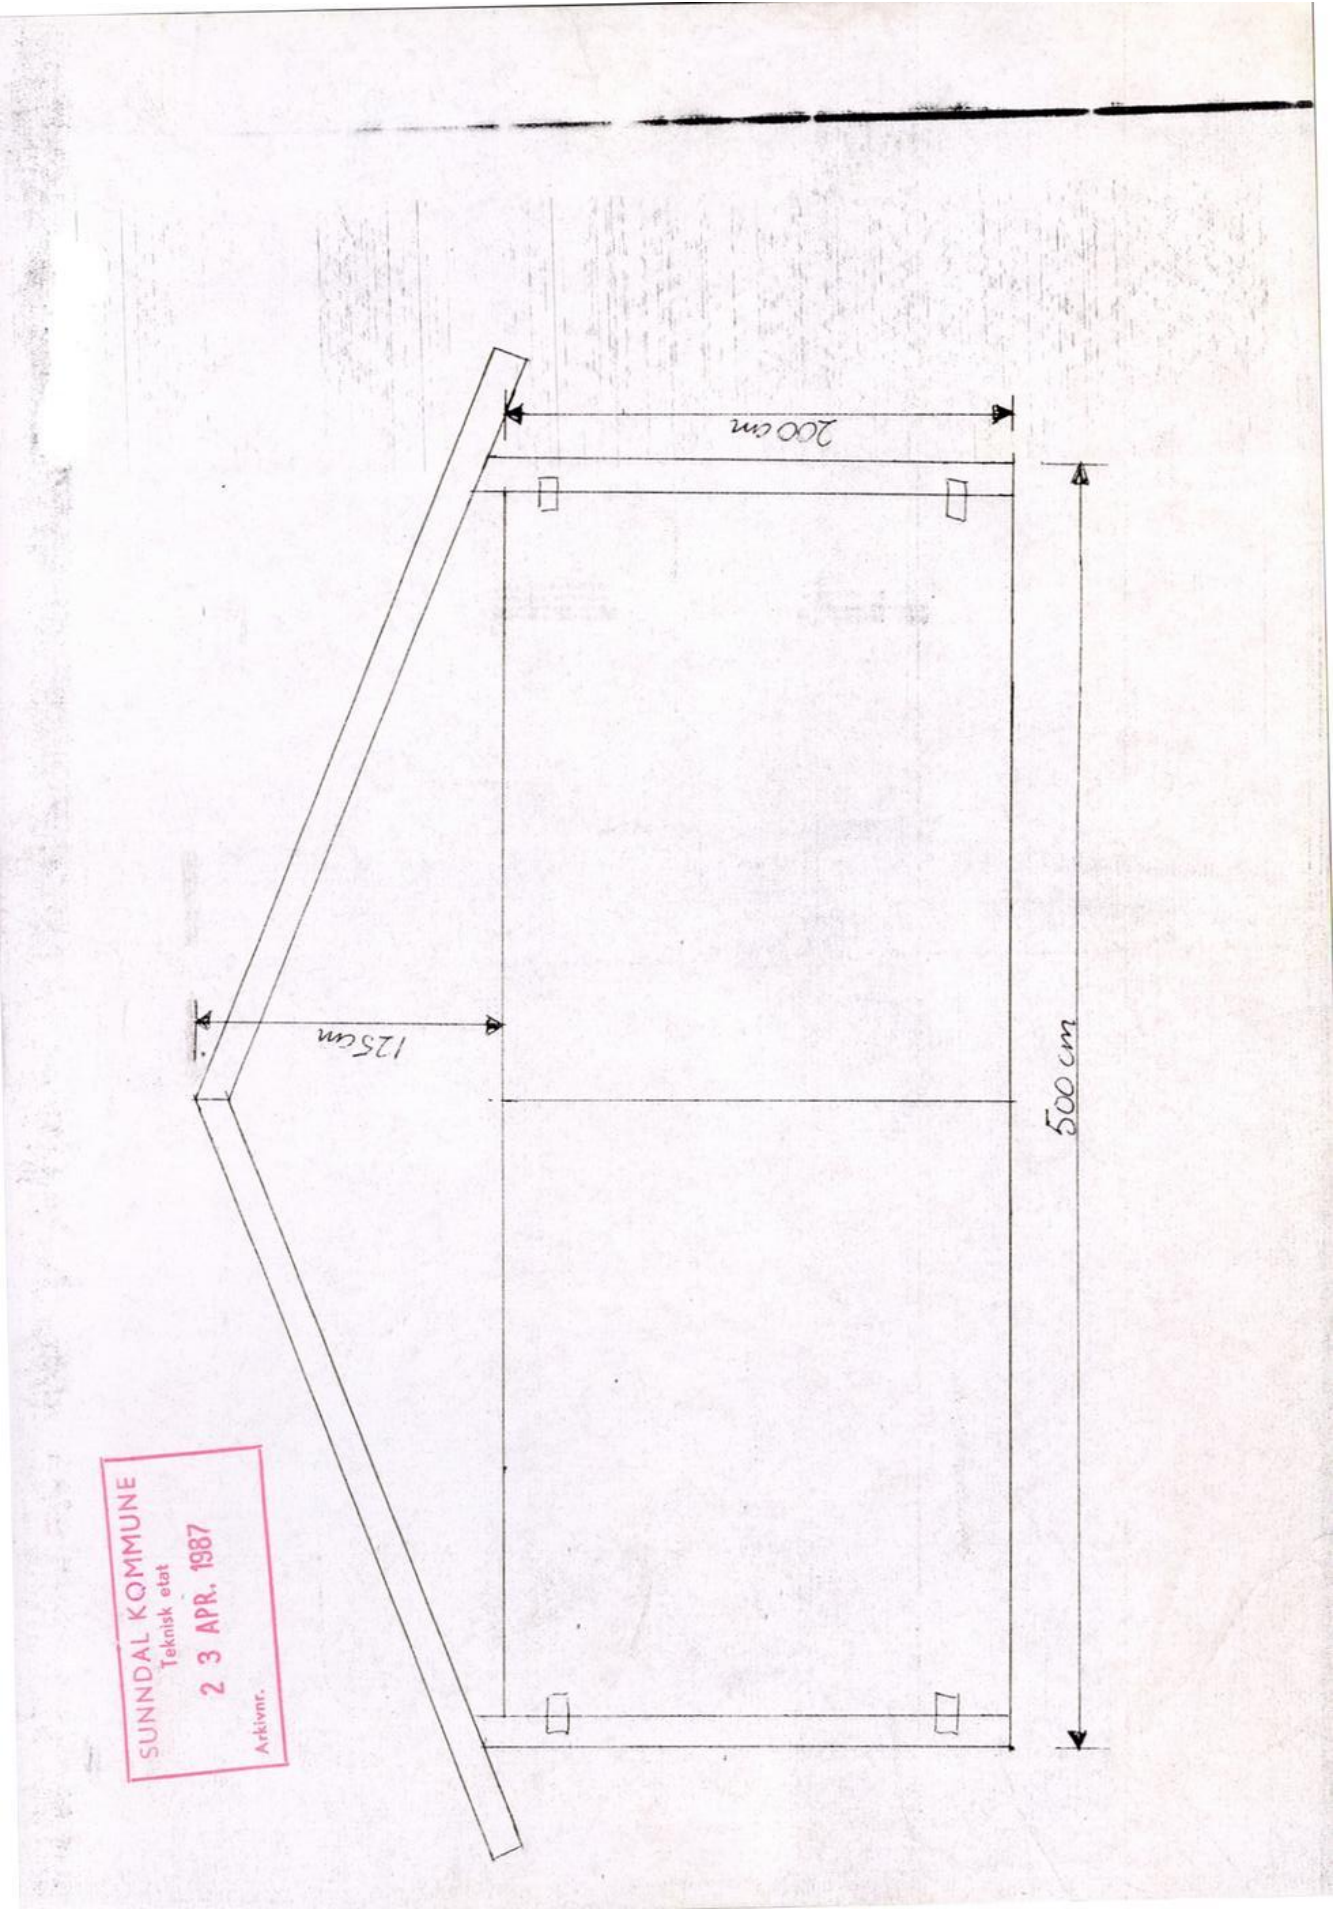 SUNNDAL KOMMUNE
Teknisk etat
2 3 APR. 1987
Arkivnr.
125 cm
200 cm
500 cm